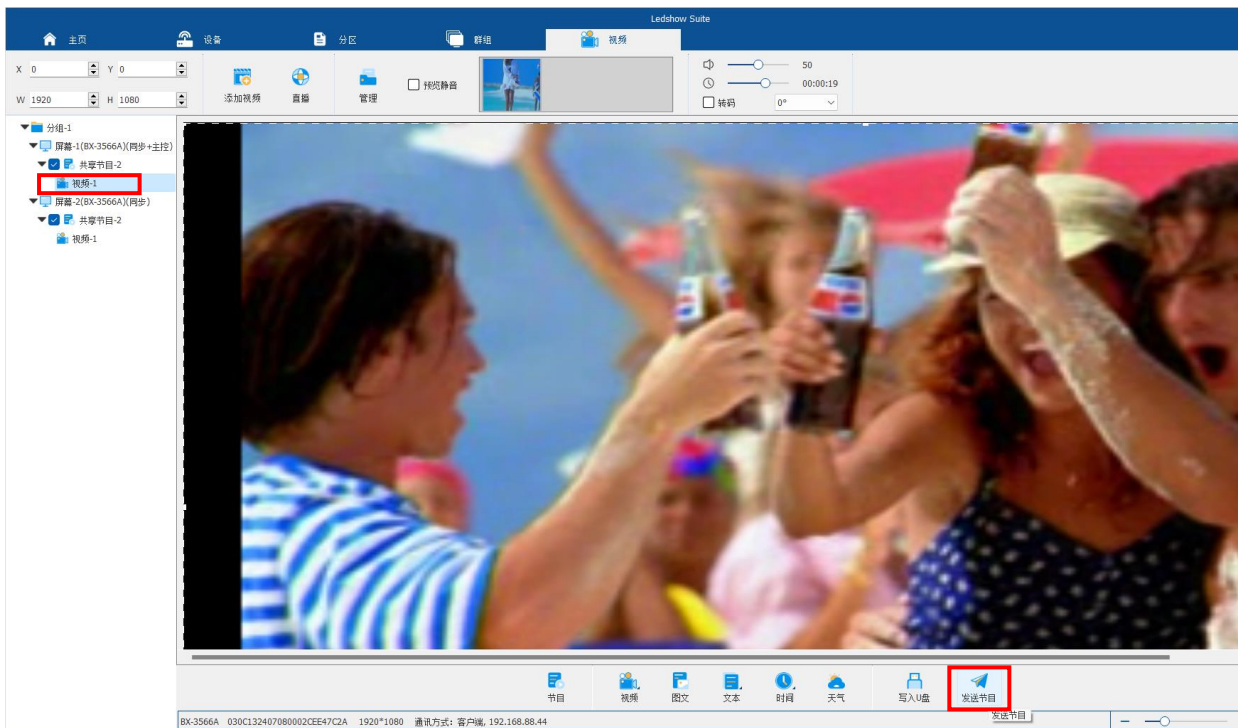 Ledshow Suite
主页 设备 分区 群组 视频
X 0 Y 0
W 1920 H 1080
添加视频 直播 管理 预览静音
50
00:00:19
转码 0°
分组-1
屏幕-1(BX-3566A)(同步+主控)
共享节目-2
视频-1
屏幕-2(BX-3566A)(同步)
共享节目-2
视频-1
节目 视频 图文 文本 时间 天气 写入U盘 发送节目
发送节目
BX-3566A 030C13240708002CEE47C2A 1920*1080 通讯方式: 客户端, 192.168.88.44